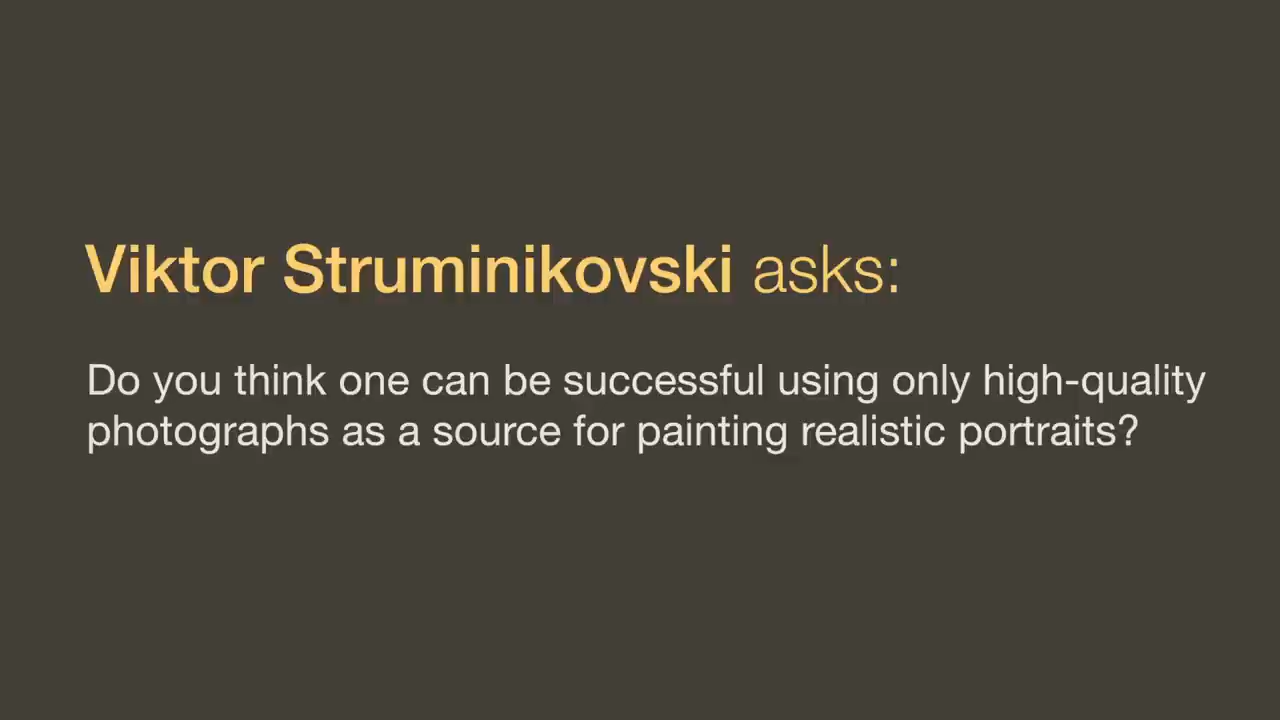 Viktor Struminikovski asks:
Do you think one can be successful using only high-quality
photographs as a source for painting realistic portraits?